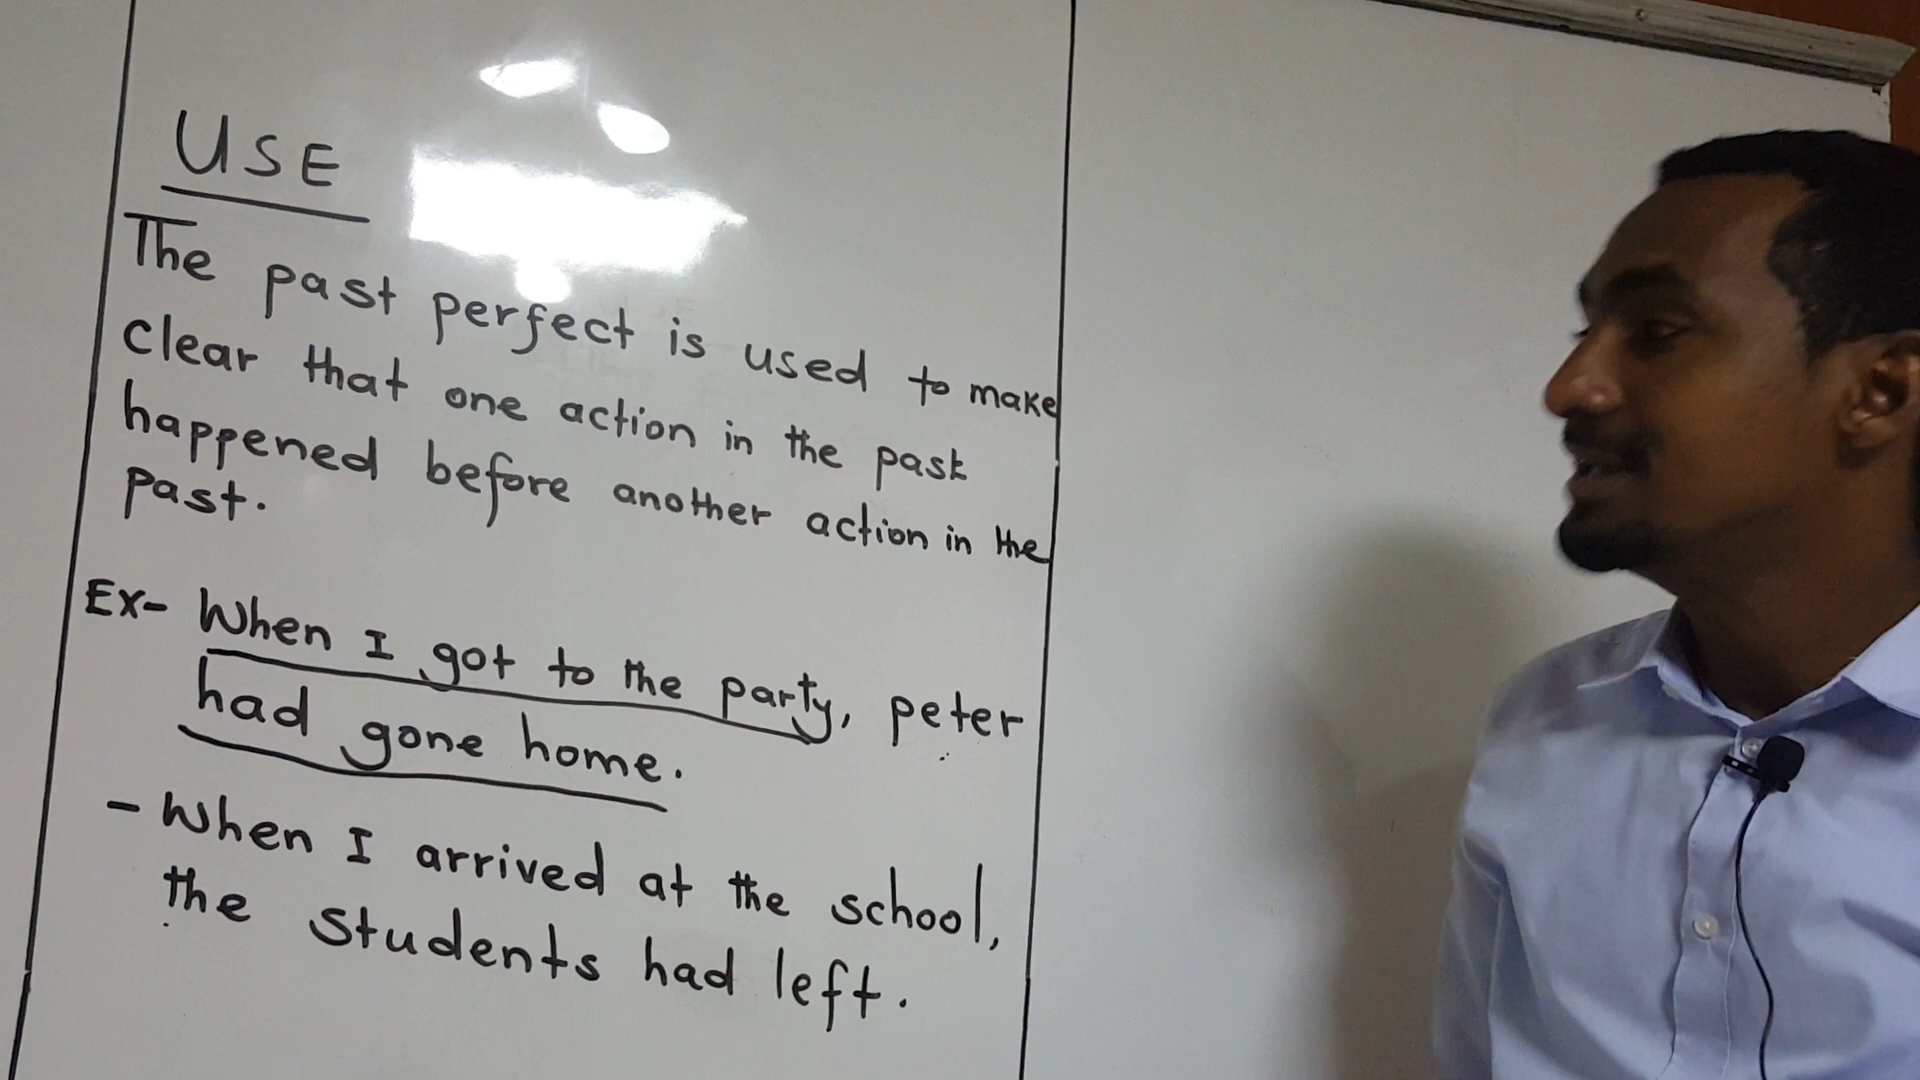 USE
The past perfect is used to make
clear that one action in the past
happened before another action in the
past.
Ex- When I got to the party, peter
had gone home.
- When I arrived at the school,
the students had left.